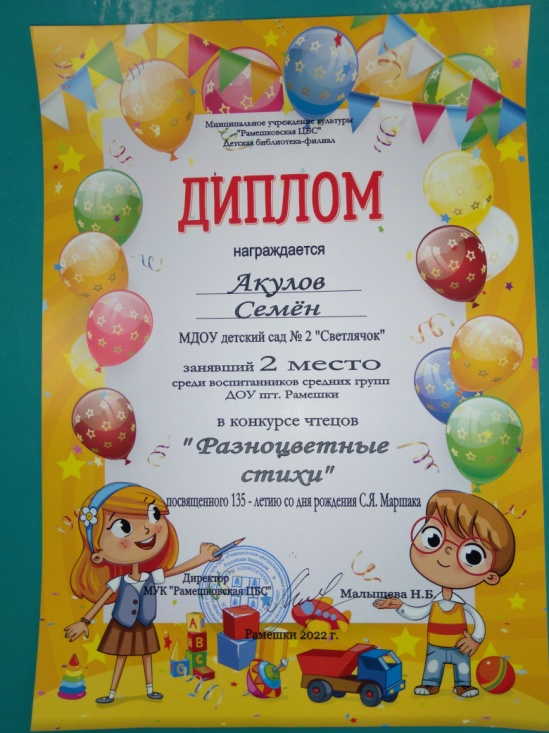 Мниципальное учреждение культуры
"Рамешковская ЦБС"
Детская библиотека-филиал
ДИПЛОМ
награждается
Акулов
Семён
МДОУ детский сад № 2 "Светлячок"
занявший 2 место
среди воспитанников средних групп
ДОУ пгт. Рамешки
в конкурсе чтецов
"Разноцветные
стихи"
посвященного 135 - летию со дня рождения С.Я. Маршака
Директор
МУК "Рамешковская ЦБС"
Малышева Н.Б.
A
B
C
Рамешки 2022 г.